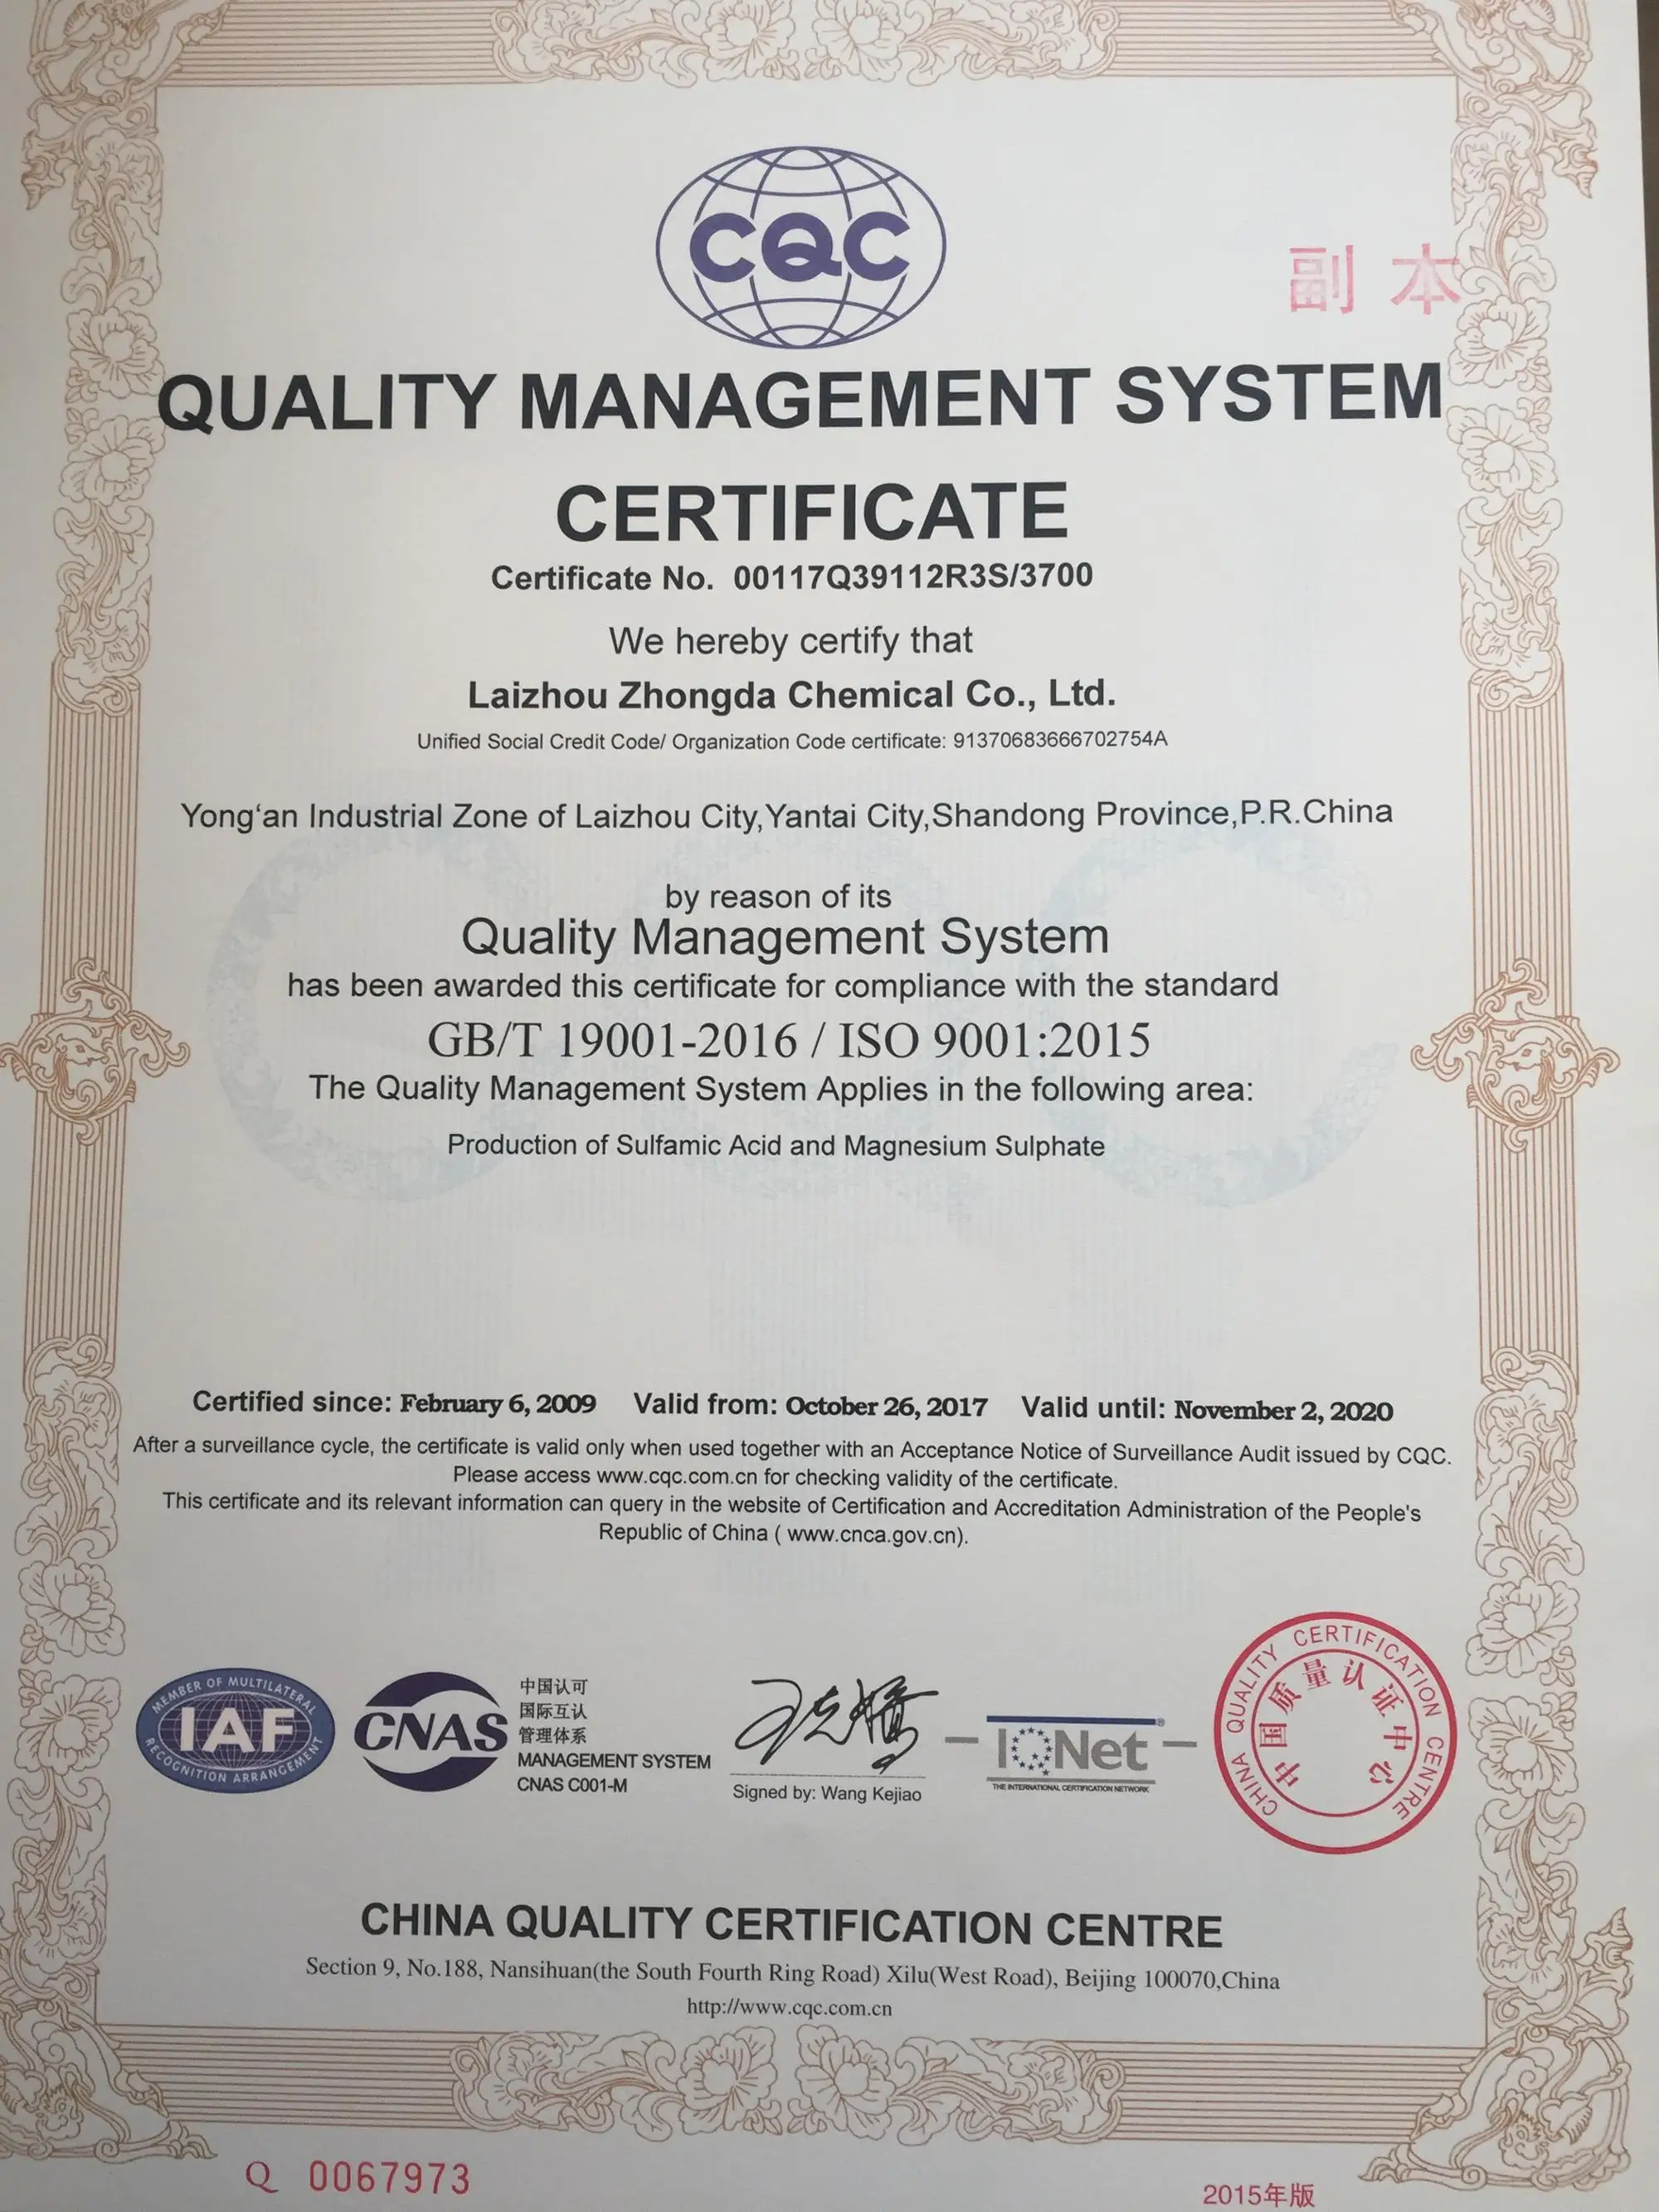 CQC
副本
QUALITY MANAGEMENT SYSTEM
CERTIFICATE
Certificate No. 00117Q39112R3S/3700
We hereby certify that
Laizhou Zhongda Chemical Co., Ltd.
Unified Social Credit Code/ Organization Code certificate: 91370683666702754A
Yong‘an Industrial Zone of Laizhou City,Yantai City,Shandong Province,P.R.China
by reason of its
Quality Management System
has been awarded this certificate for compliance with the standard
GB/T 19001-2016 / ISO 9001:2015
The Quality Management System Applies in the following area:
Production of Sulfamic Acid and Magnesium Sulphate
Certified since: February 6, 2009 Valid from: October 26, 2017 Valid until: November 2, 2020
After a surveillance cycle, the certificate is valid only when used together with an Acceptance Notice of Surveillance Audit issued by CQC.
Please access www.cqc.com.cn for checking validity of the certificate.
This certificate and its relevant information can query in the website of Certification and Accreditation Administration of the People's
Republic of China ( www.cnca.gov.cn).
MEMBER OF MULTILATERAL
IAF
RECOGNITION ARRANGEMENT
CNAS
中国认可
国际互认
管理体系
MANAGEMENT SYSTEM
CNAS C001-M
王克娇
Signed by: Wang Kejiao
IQNet®
THE INTERNATIONAL CERTIFICATION NETWORK
CHINA QUALITY CERTIFICATION CENTRE
中国质量认证中心
CHINA QUALITY CERTIFICATION CENTRE
Section 9, No.188, Nansihuan(the South Fourth Ring Road) Xilu(West Road), Beijing 100070,China
http://www.cqc.com.cn
Q 0067973
2015年版